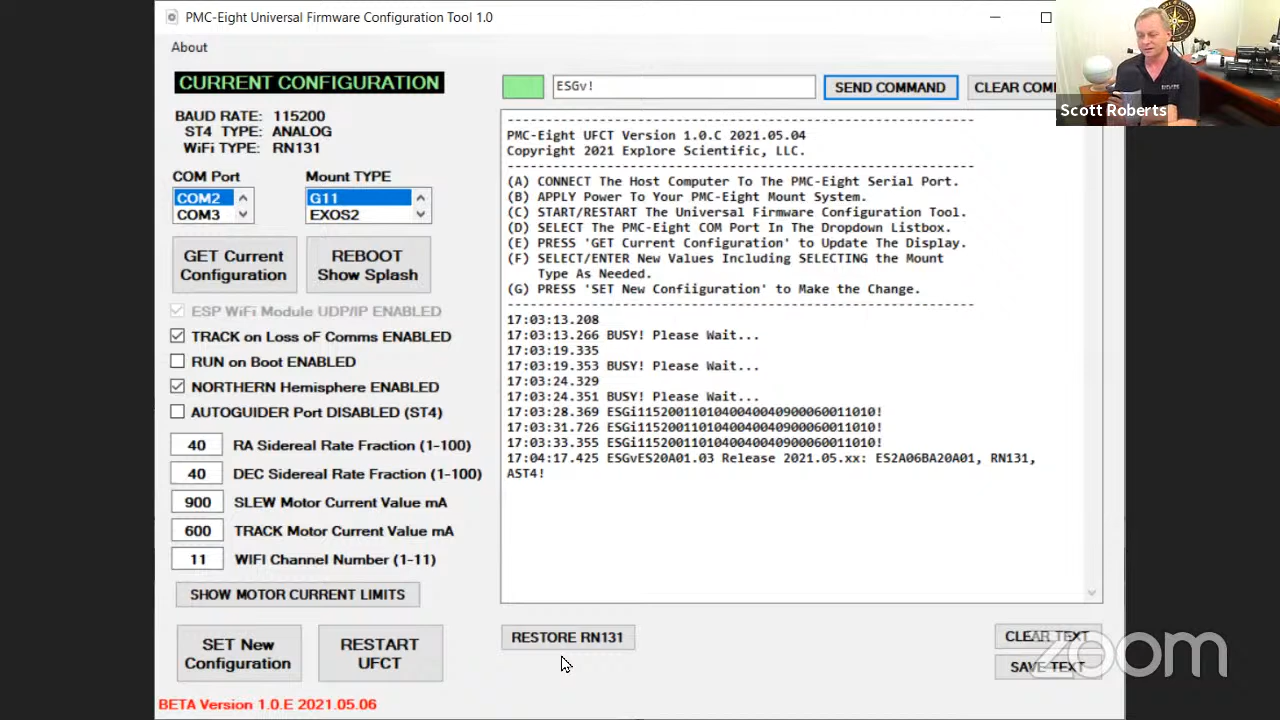 PMC-Eight Universal Firmware Configuration Tool 1.0
About
CURRENT CONFIGURATION
BAUD RATE: 115200
ST4 TYPE: ANALOG
WiFi TYPE: RN131
COM Port
Mount TYPE
COM2
COM3
G11
EXOS2
GET Current
Configuration
REBOOT
Show Splash
ESP WiFi Module UDP/IP ENABLED
TRACK on Loss oF Comms ENABLED
RUN on Boot ENABLED
NORTHERN Hemisphere ENABLED
AUTOGUIDER Port DISABLED (ST4)
40 RA Sidereal Rate Fraction (1-100)
40 DEC Sidereal Rate Fraction (1-100)
900 SLEW Motor Current Value mA
600 TRACK Motor Current Value mA
11 WIFI Channel Number (1-11)
SHOW MOTOR CURRENT LIMITS
SET New
Configuration
RESTART
UFCT
BETA Version 1.0.E 2021.05.06
ESGv!
SEND COMMAND
CLEAR COM
---------------------------------------------------------------
PMC-Eight UFCT Version 1.0.C 2021.05.04
Copyright 2021 Explore Scientific, LLC.
---------------------------------------------------------------
(A) CONNECT The Host Computer To The PMC-Eight Serial Port.
(B) APPLY Power To Your PMC-Eight Mount System.
(C) START/RESTART The Universal Firmware Configuration Tool.
(D) SELECT The PMC-Eight COM Port In The Dropdown Listbox.
(E) PRESS 'GET Current Configuration' to Update The Display.
(F) SELECT/ENTER New Values Including SELECTING the Mount
Type As Needed.
(G) PRESS 'SET New Confiiguration' to Make the Change.
---------------------------------------------------------------
17:03:13.208
17:03:13.266 BUSY! Please Wait...
17:03:19.335
17:03:19.353 BUSY! Please Wait...
17:03:24.329
17:03:24.351 BUSY! Please Wait...
17:03:28.369 ESGi1152001101040040040900060011010!
17:03:31.726 ESGi1152001101040040040900060011010!
17:03:33.355 ESGi1152001101040040040900060011010!
17:04:17.425 ESGvES20A01.03 Release 2021.05.xx: ES2A06BA20A01, RN131,
AST4!
RESTORE RN131
CLEAR TEXT
SAVE TEXT
zoom
Scott Roberts